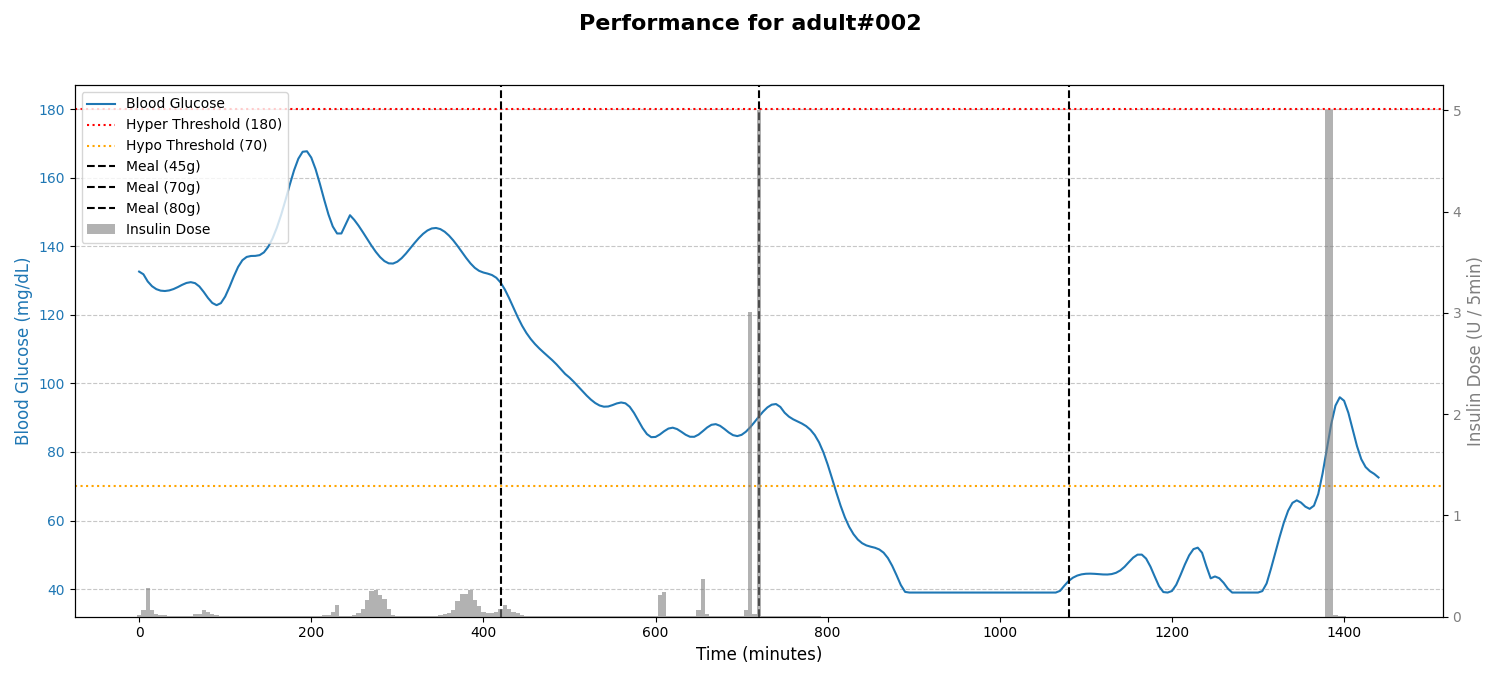 Performance for adult#002
Blood Glucose
Hyper Threshold (180)
Hypo Threshold (70)
Meal (45g)
Meal (70g)
Meal (80g)
Insulin Dose
Blood Glucose (mg/dL)
180
160
140
120
100
80
60
40
5
4
3
2
1
0
Insulin Dose (U / 5min)
0
200
400
600
800
1000
1200
1400
Time (minutes)